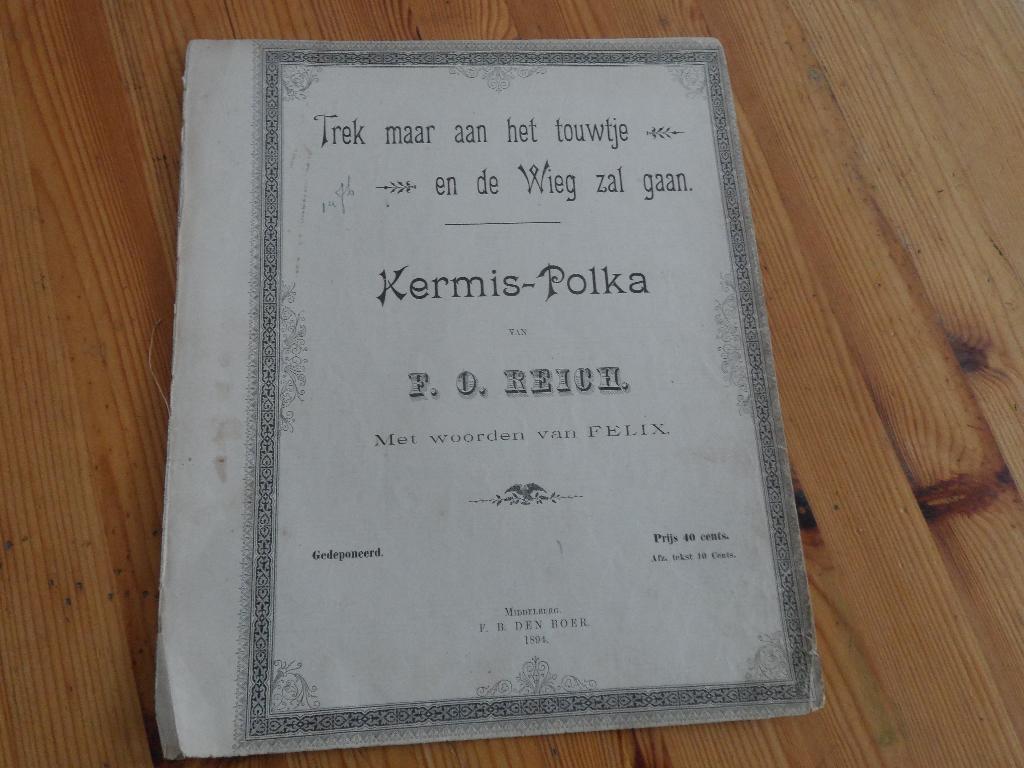 Trek maar aan het touwtje
en de Wieg zal gaan.
Kermis-Polka
VAN
F. O. REICH.
Met woorden van FELIX.
Gedeponeerd.
Prijs 40 cents.
Afz. tekst 10 Cents.
MIDDELBURG.
F. B. DEN BOER.
1894.